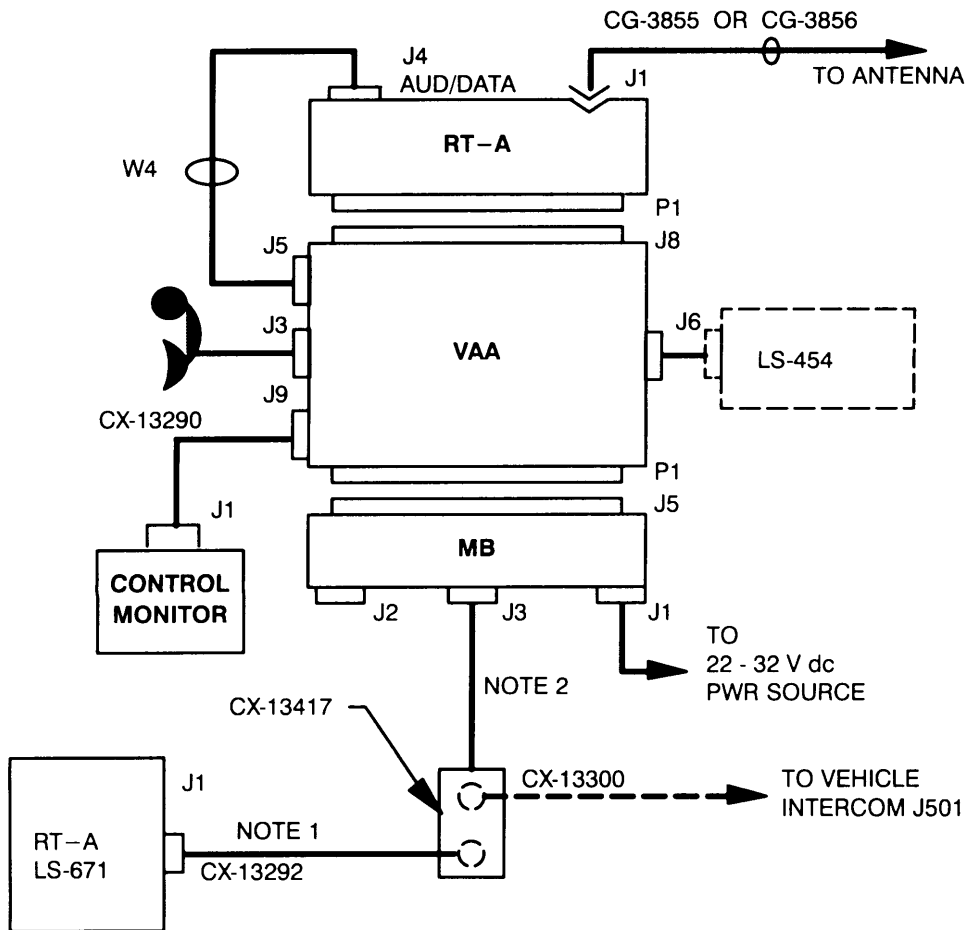 CG-3855 OR CG-3856
J4
AUD/DATA
J1
TO ANTENNA
RT-A
W4
P1
J8
J5
J3
VAA
J6
LS-454
J9
CX-13290
P1
J5
J1
MB
CONTROL
MONITOR
J2
J3
J1
TO
22 - 32 V dc
PWR SOURCE
NOTE 2
CX-13417
J1
CX-13300
TO VEHICLE
INTERCOM J501
NOTE 1
RT-A
LS-671
CX-13292